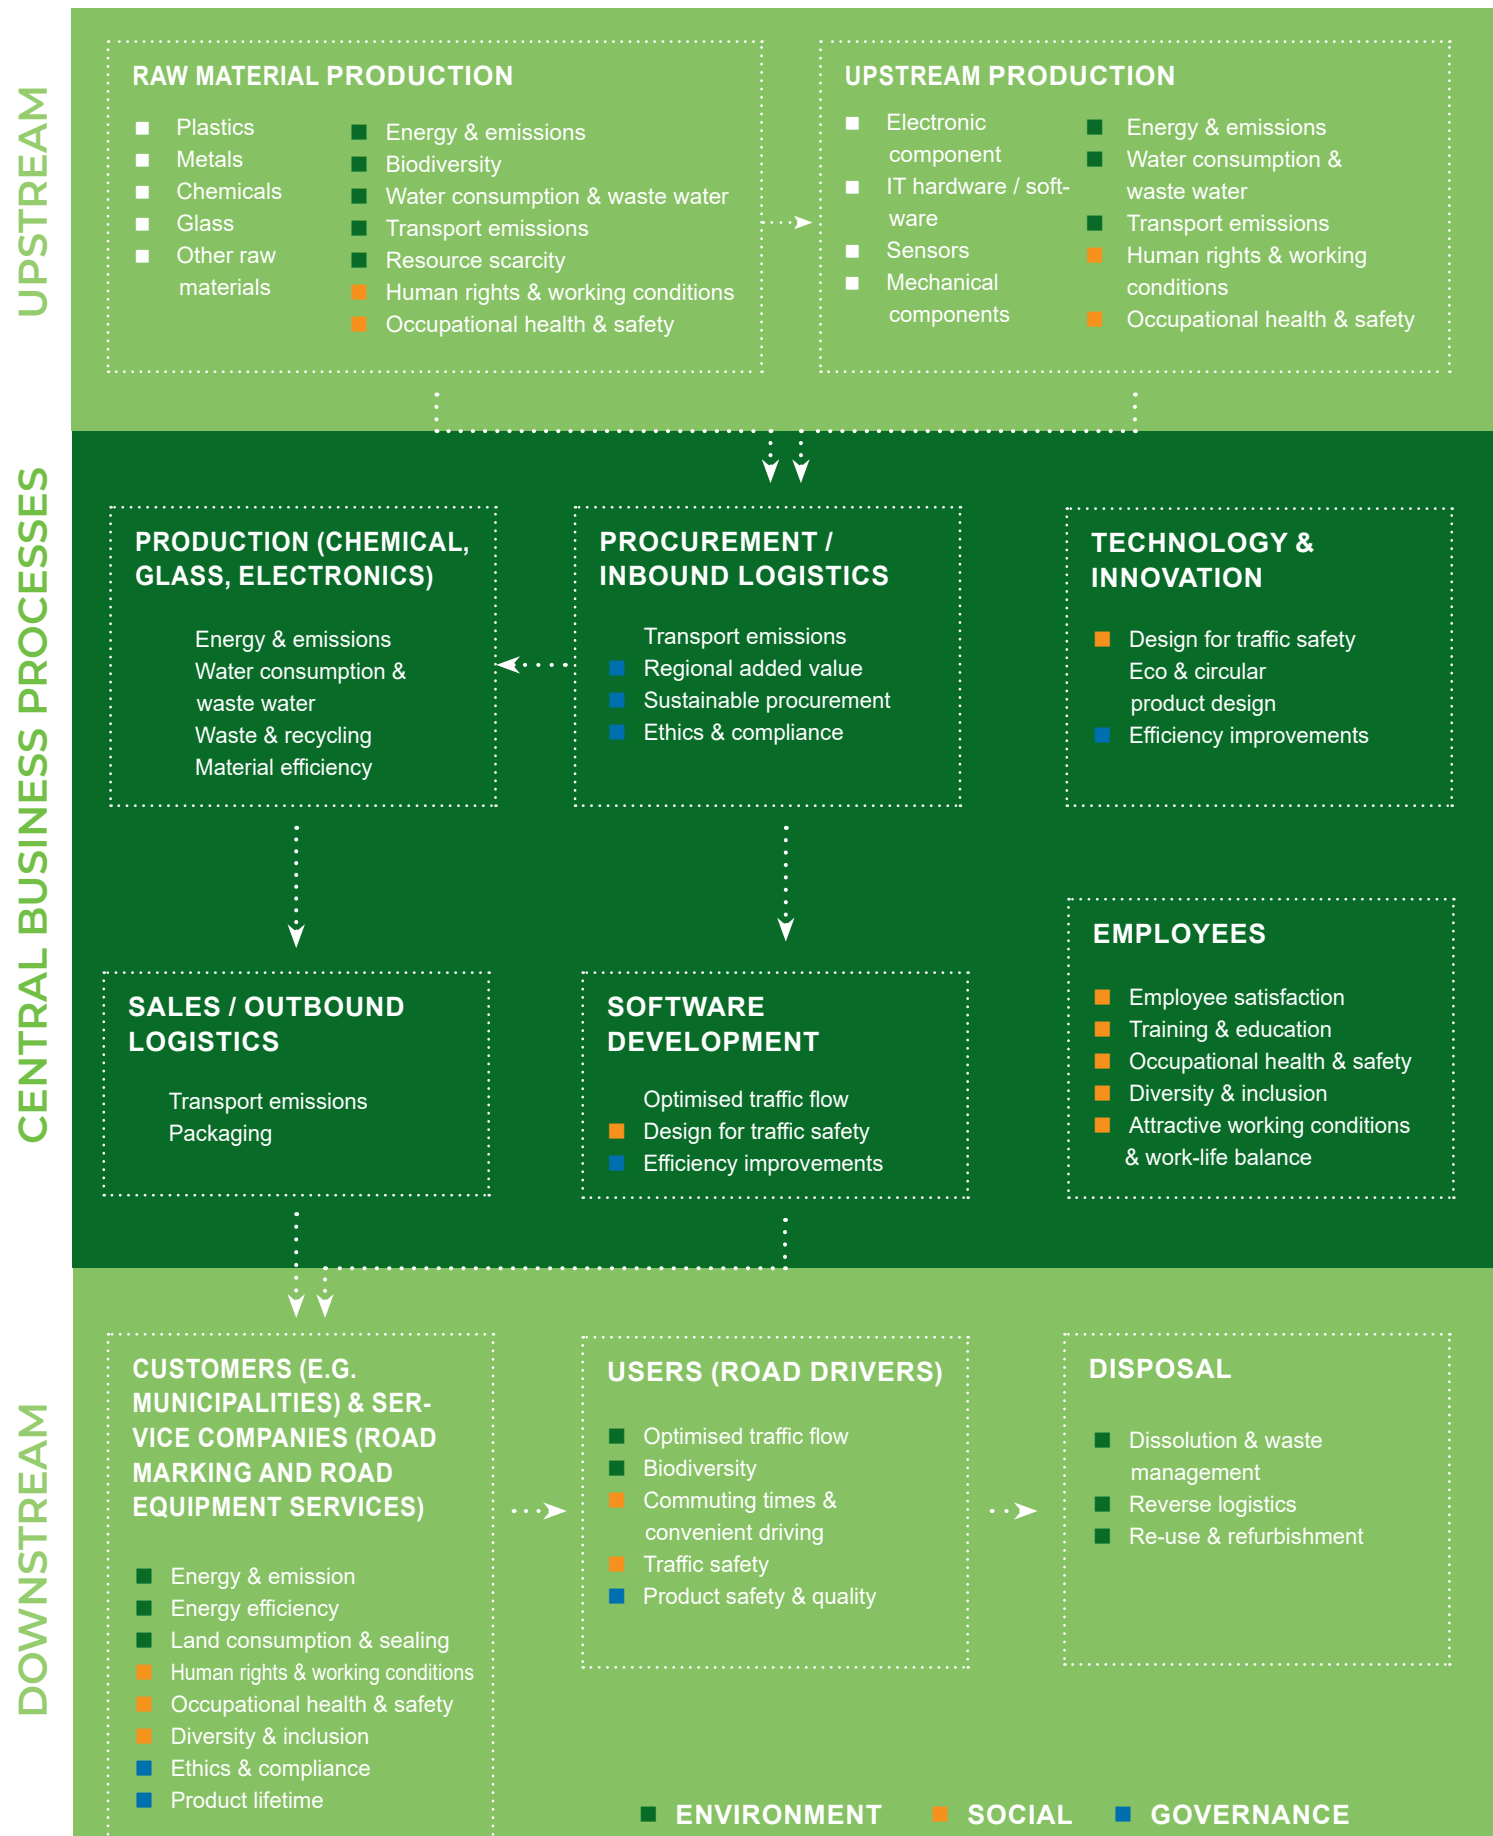 UPSTREAM
RAW MATERIAL PRODUCTION
Plastics
Metals
Chemicals
Glass
Other raw
materials
Energy & emissions
Biodiversity
Water consumption & waste water
Transport emissions
Resource scarcity
Human rights & working conditions
Occupational health & safety
UPSTREAM PRODUCTION
Electronic
component
IT hardware / soft-
ware
Sensors
Mechanical
components
Energy & emissions
Water consumption &
waste water
Transport emissions
Human rights & working
conditions
Occupational health & safety
CENTRAL BUSINESS PROCESSES
PRODUCTION (CHEMICAL,
GLASS, ELECTRONICS)
Energy & emissions
Water consumption &
waste water
Waste & recycling
Material efficiency
PROCUREMENT /
INBOUND LOGISTICS
Transport emissions
Regional added value
Sustainable procurement
Ethics & compliance
TECHNOLOGY &
INNOVATION
Design for traffic safety
Eco & circular
product design
Efficiency improvements
SALES / OUTBOUND
LOGISTICS
Transport emissions
Packaging
SOFTWARE
DEVELOPMENT
Optimised traffic flow
Design for traffic safety
Efficiency improvements
EMPLOYEES
Employee satisfaction
Training & education
Occupational health & safety
Diversity & inclusion
Attractive working conditions
& work-life balance
DOWNSTREAM
CUSTOMERS (E.G.
MUNICIPALITIES) & SER-
VICE COMPANIES (ROAD
MARKING AND ROAD
EQUIPMENT SERVICES)
Energy & emission
Energy efficiency
Land consumption & sealing
Human rights & working conditions
Occupational health & safety
Diversity & inclusion
Ethics & compliance
Product lifetime
USERS (ROAD DRIVERS)
Optimised traffic flow
Biodiversity
Commuting times &
convenient driving
Traffic safety
Product safety & quality
DISPOSAL
Dissolution & waste
management
Reverse logistics
Re-use & refurbishment
ENVIRONMENT
SOCIAL
GOVERNANCE